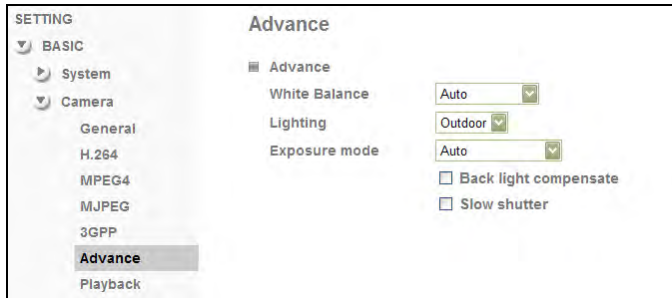 SETTING
BASIC
System
Camera
General
H.264
MPEG4
MJPEG
3GPP
Advance
Playback
Advance
Advance
White Balance Auto
Lighting Outdoor
Exposure mode Auto
Back light compensate
Slow shutter